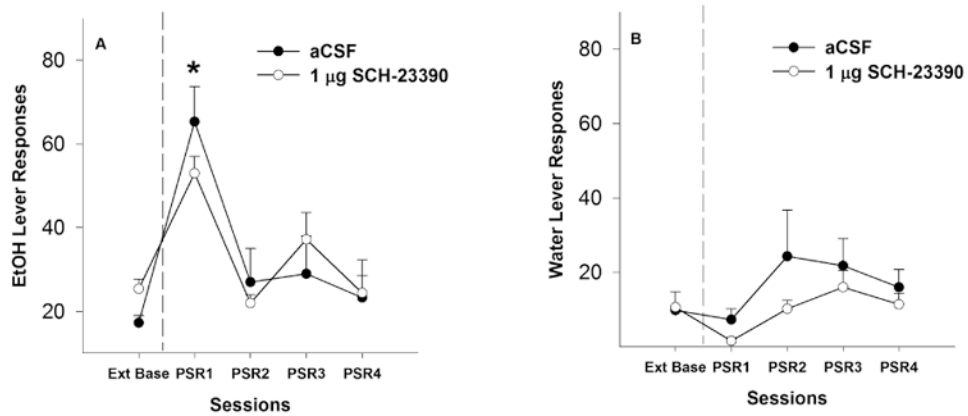 A
aCSF
1 µg SCH-23390
*
80
60
40
20
EtOH Lever Responses
Ext Base PSR1 PSR2 PSR3 PSR4
Sessions
B
aCSF
1 µg SCH-23390
80
60
40
20
Water Lever Respones
Ext Base PSR1 PSR2 PSR3 PSR4
Sessions